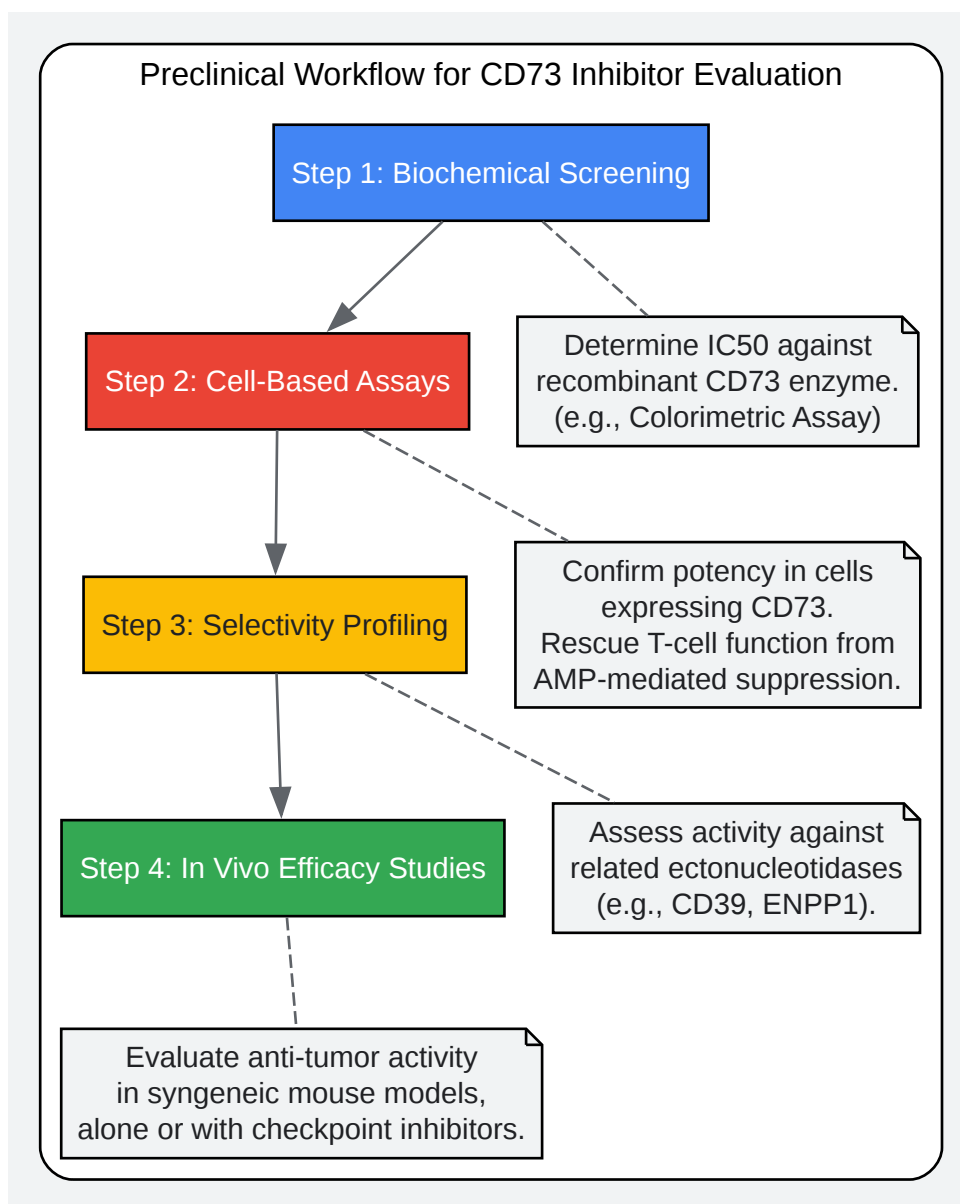 Preclinical Workflow for CD73 Inhibitor Evaluation
Step 1: Biochemical Screening
Determine IC50 against
recombinant CD73 enzyme.
(e.g., Colorimetric Assay)
Step 2: Cell-Based Assays
Confirm potency in cells
expressing CD73.
Rescue T-cell function from
AMP-mediated suppression.
Step 3: Selectivity Profiling
Assess activity against
related ectonucleotidases
(e.g., CD39, ENPP1).
Step 4: In Vivo Efficacy Studies
Evaluate anti-tumor activity
in syngeneic mouse models,
alone or with checkpoint inhibitors.